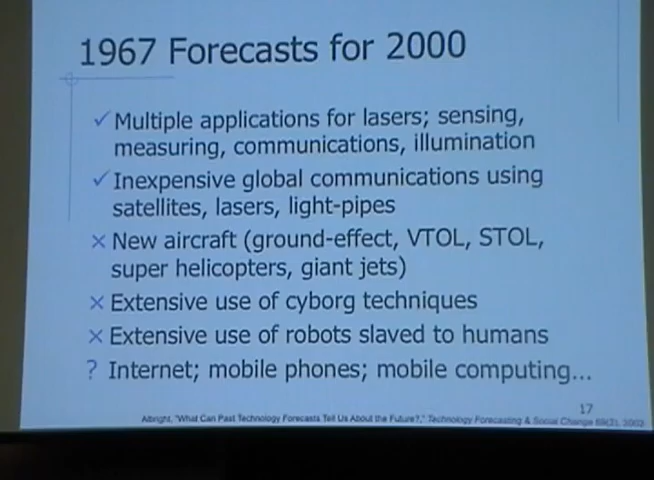 1967 Forecasts for 2000
✓ Multiple applications for lasers; sensing,
measuring, communications, illumination
✓ Inexpensive global communications using
satellites, lasers, light-pipes
× New aircraft (ground-effect, VTOL, STOL,
super helicopters, giant jets)
× Extensive use of cyborg techniques
× Extensive use of robots slaved to humans
? Internet; mobile phones; mobile computing...
17
Albright, "What Can Past Technology Forecasts Tell Us About the Future?," Technology Forecasting & Social Change 69(2), 2002